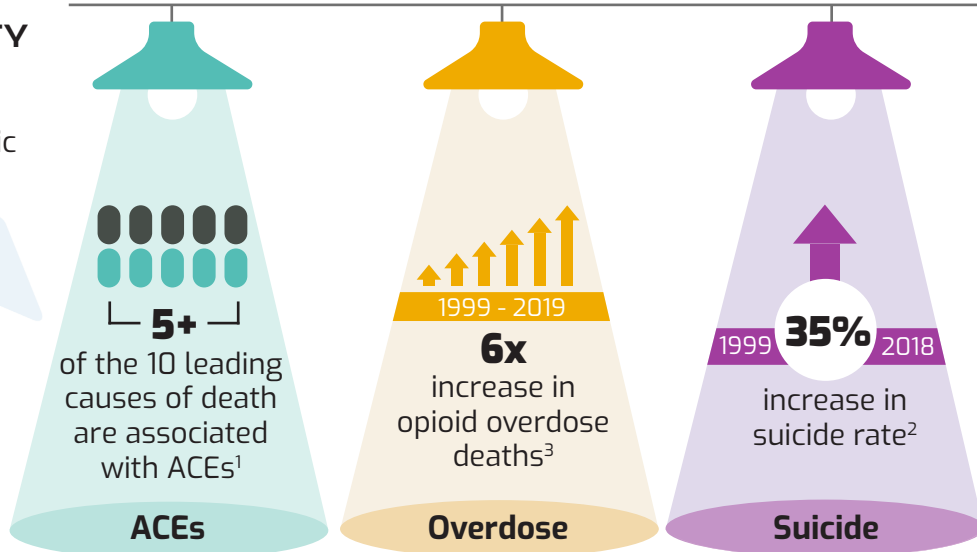 5+
of the 10 leading
causes of death
are associated
with ACEs¹
ACEs
1999 - 2019
6x
increase in
opioid overdose
deaths³
Overdose
1999 35% 2018
increase in
suicide rate²
Suicide